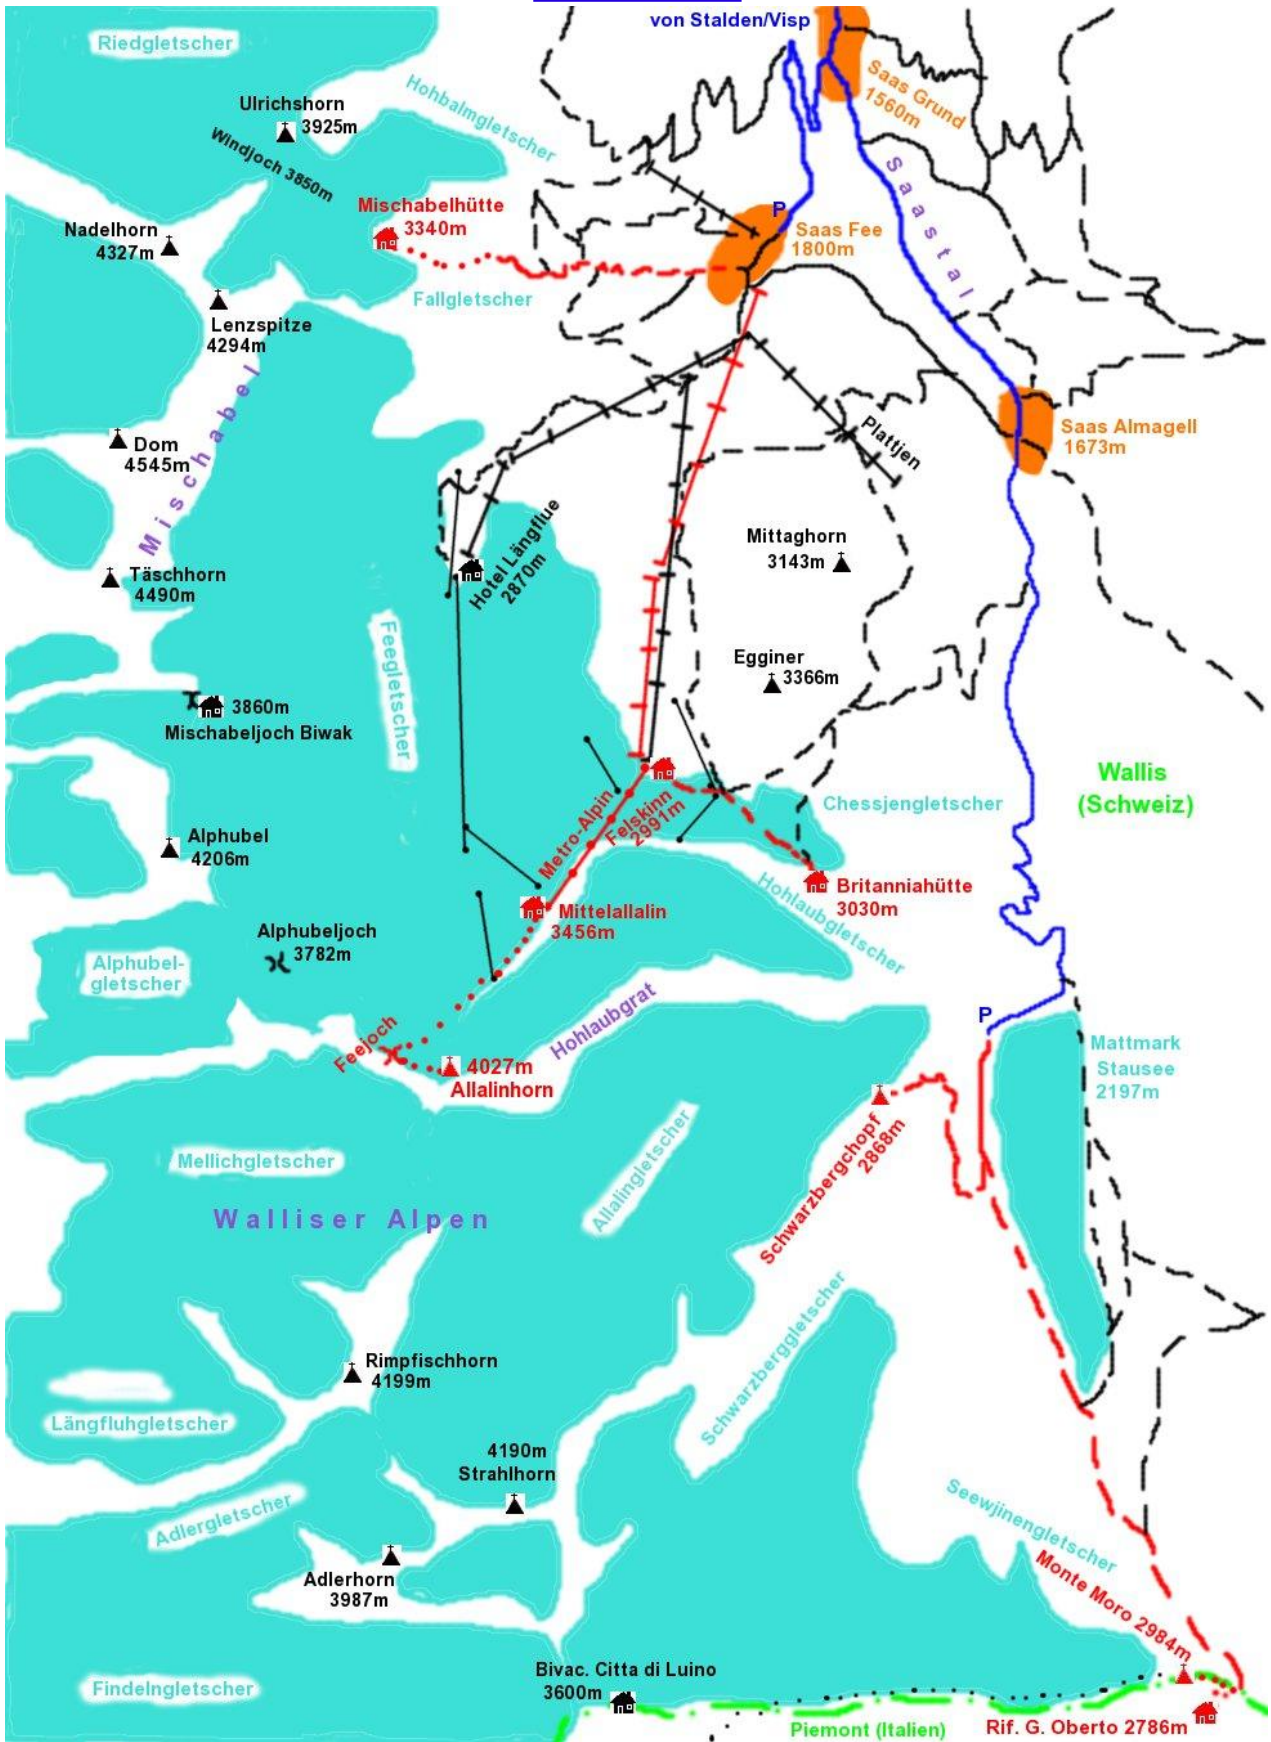 von Stalden/Visp
Riedgletscher
Saas Grund
1560m
Hohbalmgletscher
Ulrichshorn
3925m
Windjoch 3850m
Saastal
Mischabelhütte
3340m
P
Saas Fee
1800m
Nadelhorn
4327m
Fallgletscher
Lenzspitze
4294m
Mischabel
Dom
4545m
Plattjen
Saas Almagell
1673m
Hotel Längflue
2870m
Mittaghorn
3143m
Täschhorn
4490m
Feegletscher
Egginer
3366m
3860m
Mischabeljoch Biwak
Wallis
(Schweiz)
Chessjengletscher
Metro-Alpin
Felskinn
2991m
Alphubel
4206m
Hohlaubgletscher
Britanniahütte
3030m
Mittelallalin
3456m
Alphubeljoch
3782m
Alphubel-
gletscher
Hohlaubgrat
P
Feejoch
4027m
Allalinhorn
Mattmark
Stausee
2197m
Schwarzbergchopf
2868m
Allalingletscher
Mellichgletscher
Walliser Alpen
Schwarzberggletscher
Rimpfischhorn
4199m
Längfluhgletscher
4190m
Strahlhorn
Adlergletscher
Seewjinengletscher
Adlerhorn
3987m
Monte Moro 2984m
Bivac. Citta di Luino
3600m
Findelngletscher
Piemont (Italien)
Rif. G. Oberto 2786m